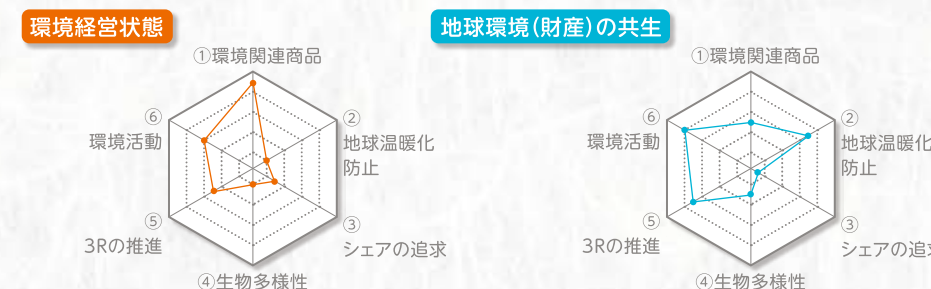 環境経営状態
①環境関連商品
②
地球温暖化
防止
③
シェアの追求
④生物多様性
⑤
3Rの推進
⑥
環境活動
地球環境(財産)の共生
①環境関連商品
②
地球温暖化
防止
③
シェアの追求
④生物多様性
⑤
3Rの推進
⑥
環境活動